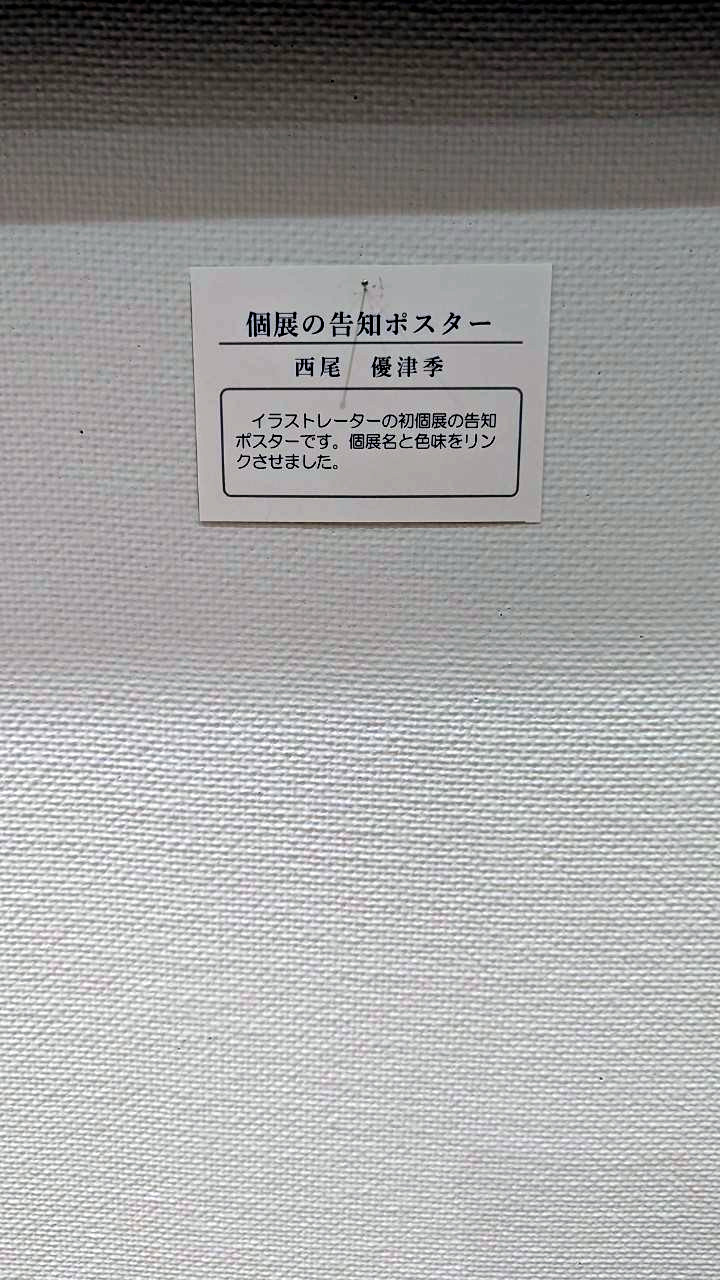 個展の告知ポスター
西尾　優津季
イラストレーターの初個展の告知
ポスターです。個展名と色味をリン
クさせました。